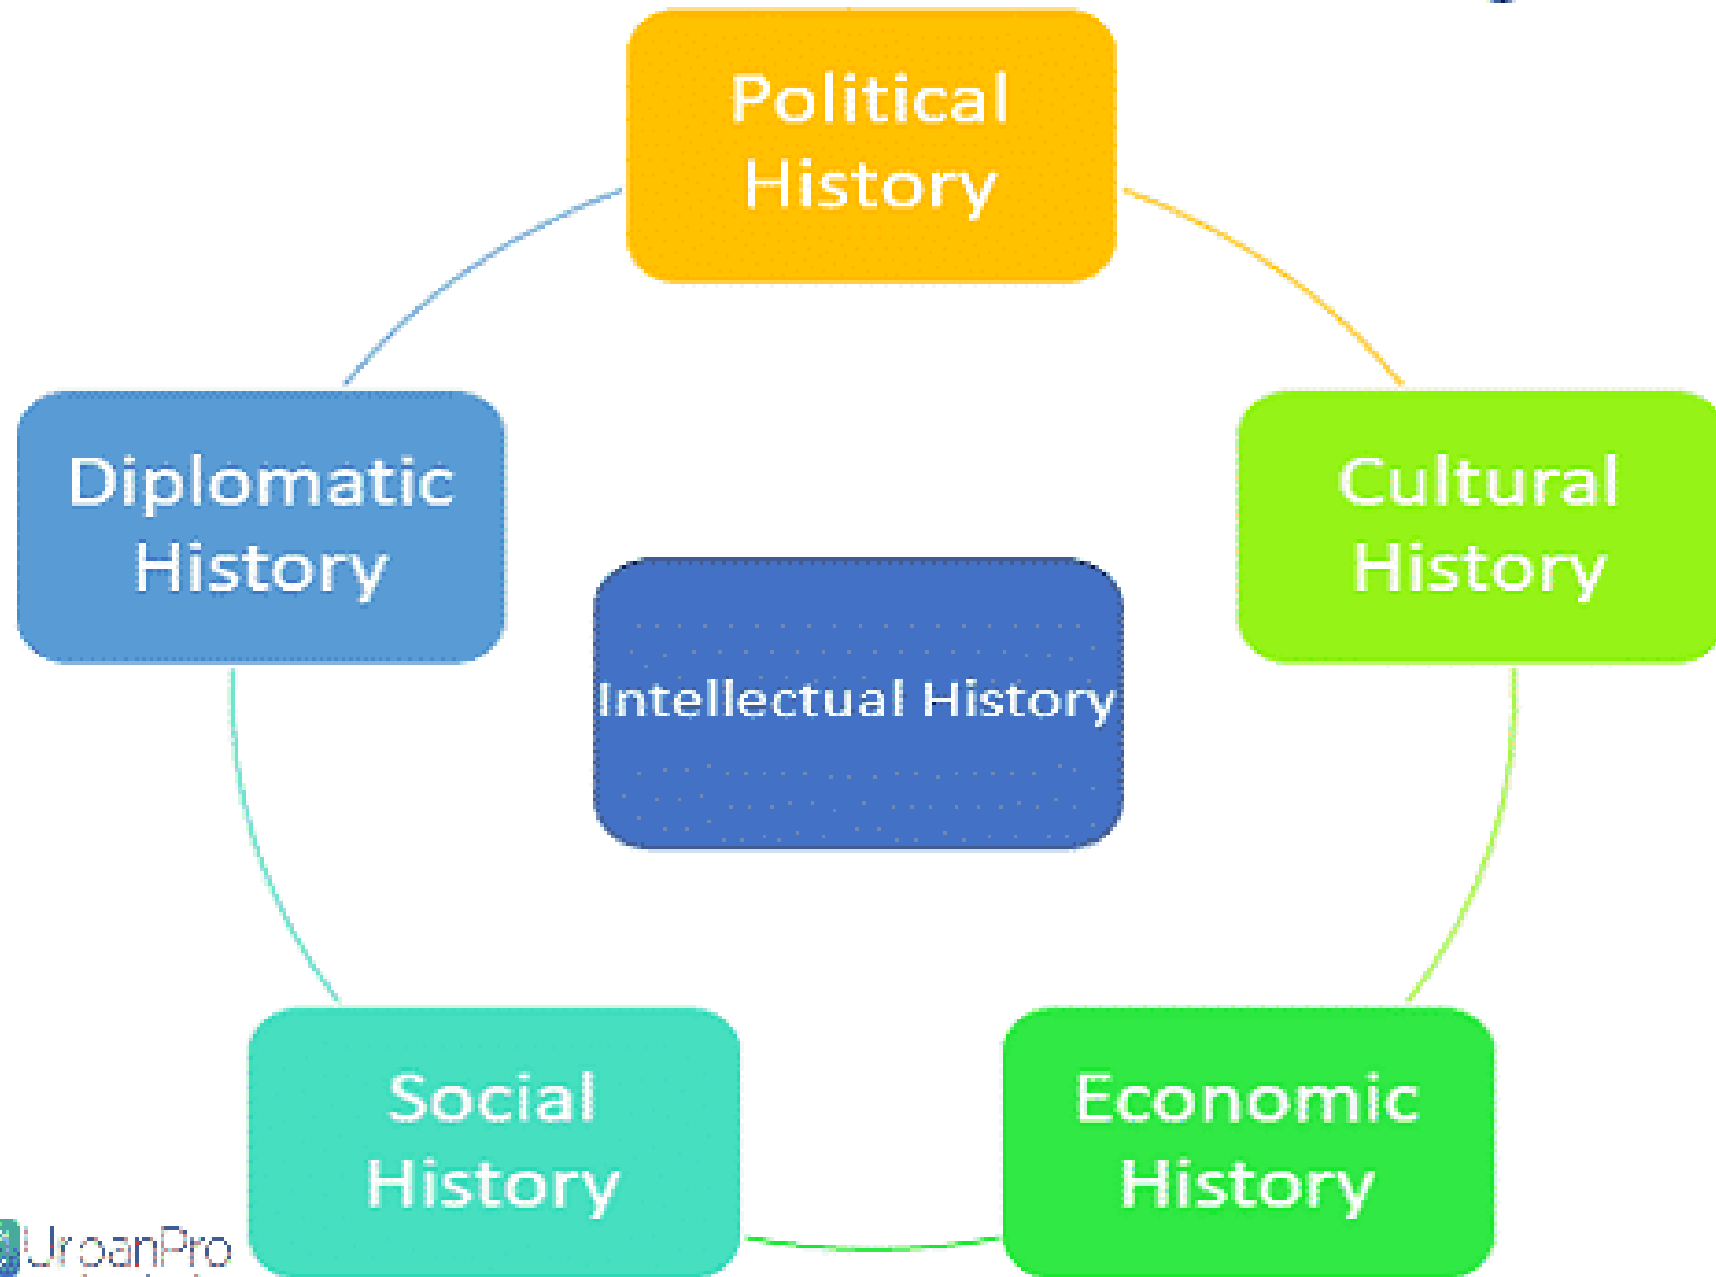 Political
History
Diplomatic
History
Cultural
History
Intellectual History
Social
History
Economic
History
UrbanPro